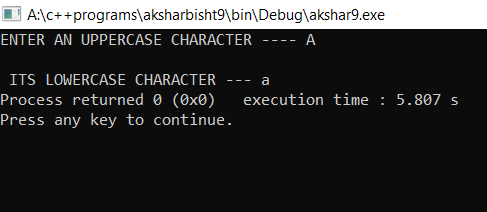 A:\c++programs\aksharbisht9\bin\Debug\akshar9.exe
ENTER AN UPPERCASE CHARACTER ---- A
ITS LOWERCASE CHARACTER --- a
Process returned 0 (0x0)   execution time : 5.807 s
Press any key to continue.